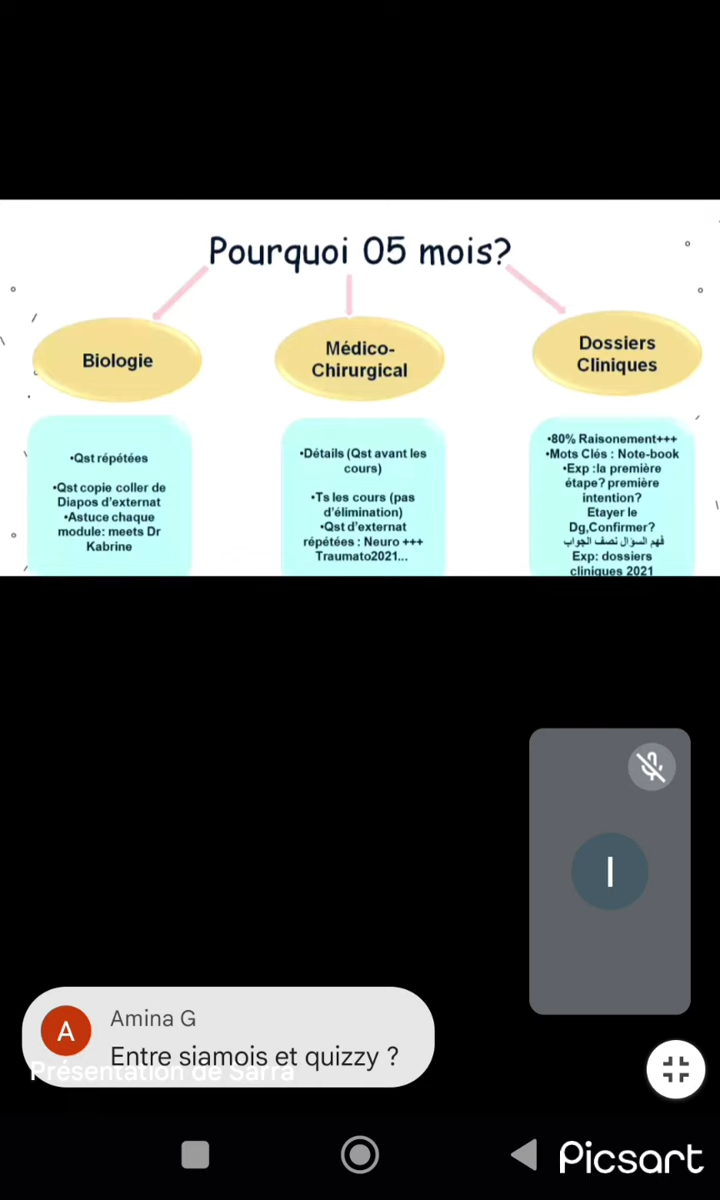 Pourquoi 05 mois?
Biologie
•Qst répétées
•Qst copie coller de
Diapos d'externat
•Astuce chaque
module: meets Dr
Kabrine
Médico-
Chirurgical
•Détails (Qst avant les
cours)
•Ts les cours (pas
d'élimination)
•Qst d'externat
répétées : Neuro +++
Traumato2021...
Dossiers
Cliniques
•80% Raisonement+++
•Mots Clés : Note-book
•Exp :la première
étape? première
intention?
Etayer le
Dg,Confirmer?
فهم السؤال نصف الجواب
Exp: dossiers
cliniques 2021
I
A
Amina G
Entre siamois et quizzy ?
Présentation de Sarra
Picsart